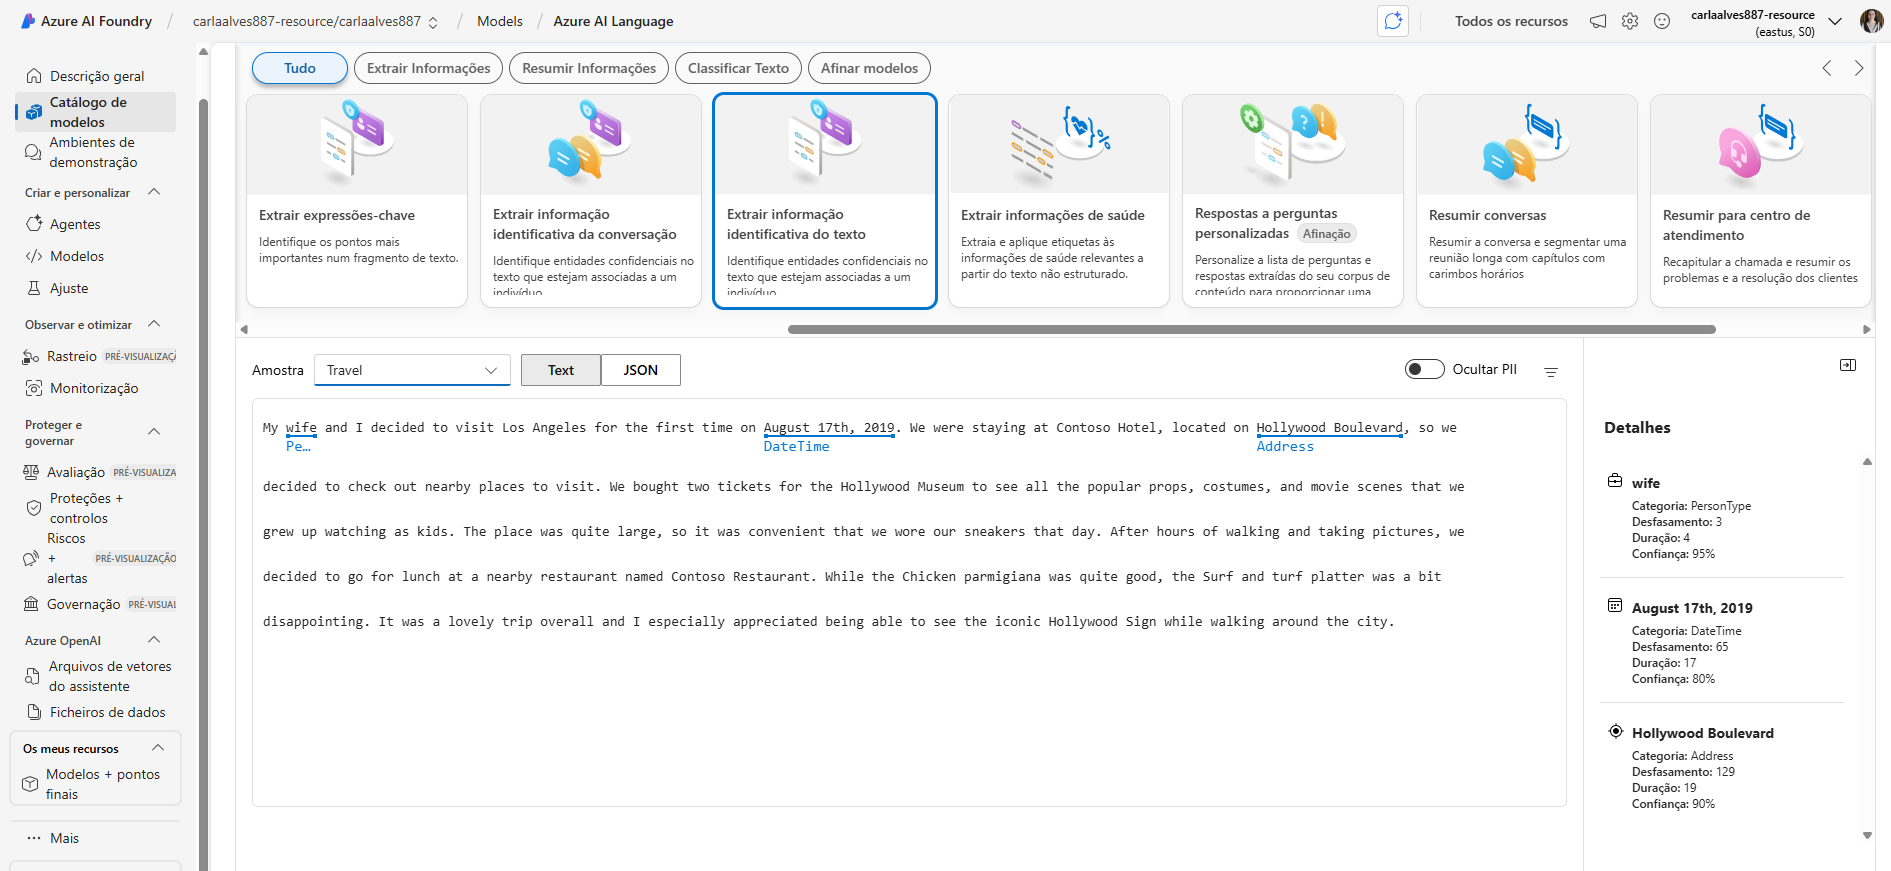 Azure AI Foundry / carlaalves887-resource/carlaalves887 / Models / Azure AI Language
Todos os recursos
carlaalves887-resource
(eastus, S0)
Descrição geral
Catálogo de
modelos
Ambientes de
demonstração
Criar e personalizar
Agentes
Modelos
Ajuste
Observar e otimizar
Rastreio PRÉ-VISUALIZAÇÃ
Monitorização
Proteger e
governar
Avaliação PRÉ-VISUALIZA
Proteções +
controlos
Riscos
+ PRÉ-VISUALIZAÇÃO
alertas
Governação PRÉ-VISUAL
Azure OpenAI
Arquivos de vetores
do assistente
Ficheiros de dados
Os meus recursos
Modelos + pontos
finais
Mais
Tudo
Extrair Informações
Resumir Informações
Classificar Texto
Afinar modelos
Extrair expressões-chave
Identifique os pontos mais
importantes num fragmento de texto.
Extrair informação
identificativa da conversação
Identifique entidades confidenciais no
texto que estejam associadas a um
indivíduo
Extrair informação
identificativa do texto
Identifique entidades confidenciais no
texto que estejam associadas a um
indivíduo
Extrair informações de saúde
Extraia e aplique etiquetas às
informações de saúde relevantes a
partir do texto não estruturado.
Respostas a perguntas
personalizadas Afinação
Personalize a lista de perguntas e
respostas extraídas do seu corpus de
conteúdo para proporcionar uma
Resumir conversas
Resumir a conversa e segmentar uma
reunião longa com capítulos com
carimbos horários
Resumir para centro de
atendimento
Recapitular a chamada e resumir os
problemas e a resolução dos clientes
Amostra
Travel
Text
JSON
Ocultar PII
My wife and I decided to visit Los Angeles for the first time on August 17th, 2019. We were staying at Contoso Hotel, located on Hollywood Boulevard, so we
Pe… DateTime Address
decided to check out nearby places to visit. We bought two tickets for the Hollywood Museum to see all the popular props, costumes, and movie scenes that we
grew up watching as kids. The place was quite large, so it was convenient that we wore our sneakers that day. After hours of walking and taking pictures, we
decided to go for lunch at a nearby restaurant named Contoso Restaurant. While the Chicken parmigiana was quite good, the Surf and turf platter was a bit
disappointing. It was a lovely trip overall and I especially appreciated being able to see the iconic Hollywood Sign while walking around the city.
Detalhes
wife
Categoria: PersonType
Desfasamento: 3
Duração: 4
Confiança: 95%
August 17th, 2019
Categoria: DateTime
Desfasamento: 65
Duração: 17
Confiança: 80%
Hollywood Boulevard
Categoria: Address
Desfasamento: 129
Duração: 19
Confiança: 90%